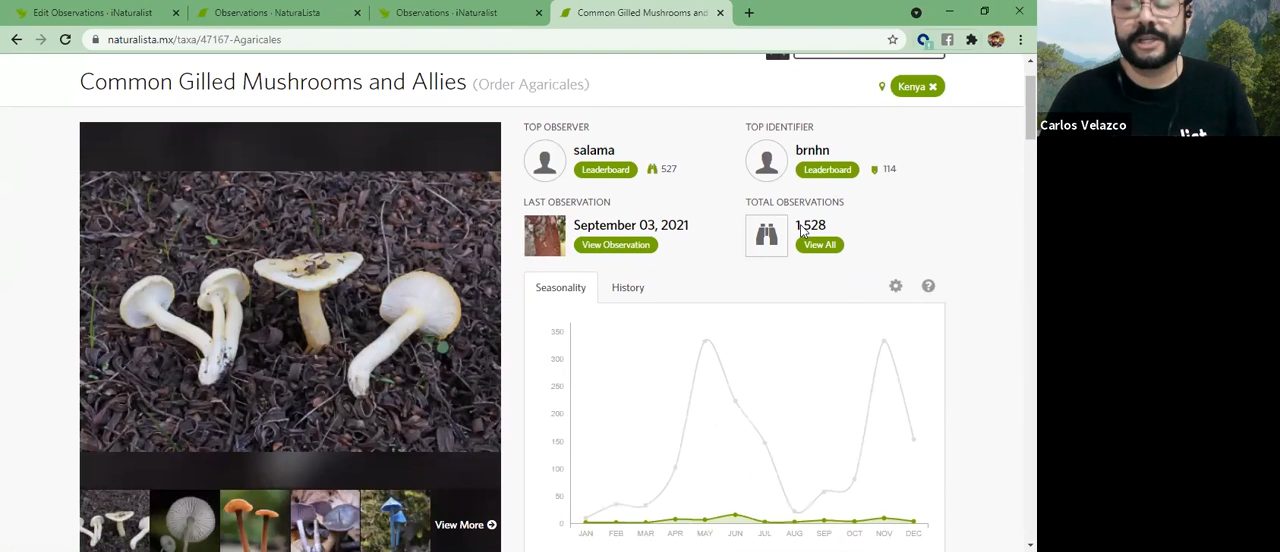 Edit Observations · iNaturalist
Observations · NaturaLista
Observations · iNaturalist
Common Gilled Mushrooms and
naturalista.mx/taxa/47167-Agaricales
Common Gilled Mushrooms and Allies (Order Agaricales)
Kenya
TOP OBSERVER
salama
Leaderboard 527
TOP IDENTIFIER
brnhn
Leaderboard 114
LAST OBSERVATION
September 03, 2021
View Observation
TOTAL OBSERVATIONS
1,528
View All
Seasonality
History
350
300
250
200
150
100
50
0
JAN FEB MAR APR MAY JUN JUL AUG SEP OCT NOV DEC
View More
Carlos Velazco